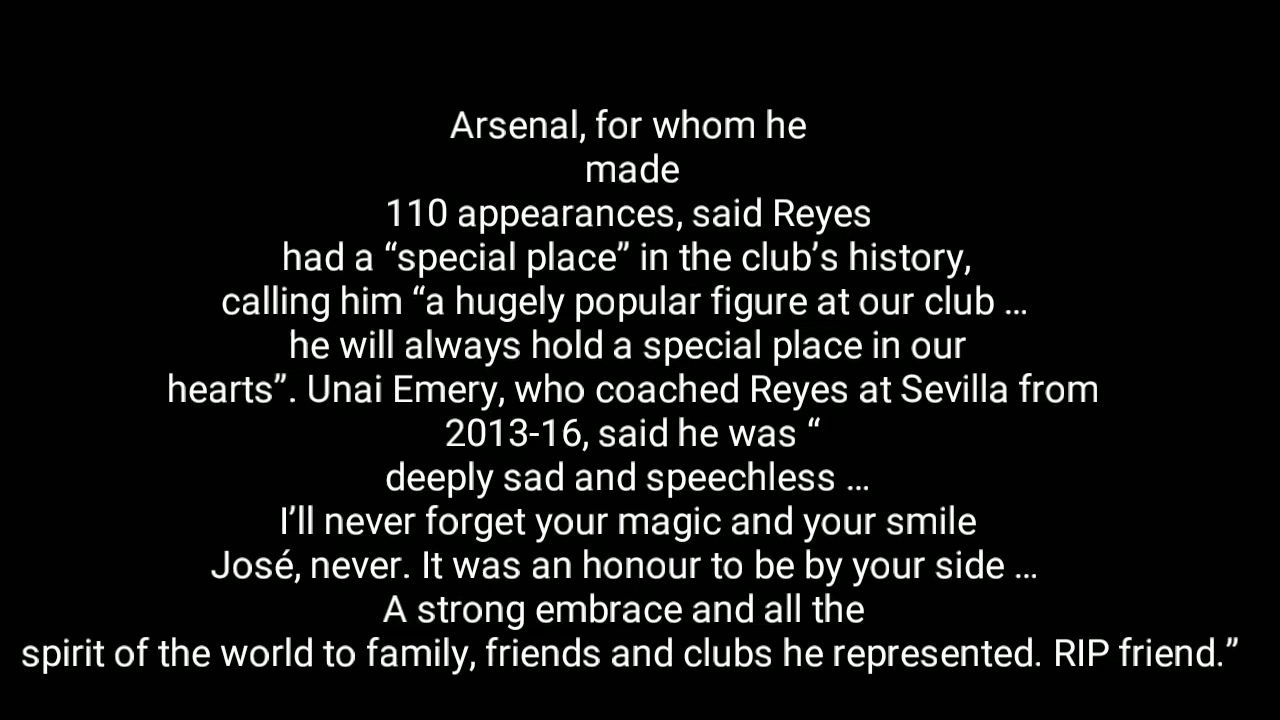 Arsenal, for whom he
made
110 appearances, said Reyes
had a “special place” in the club’s history,
calling him “a hugely popular figure at our club …
he will always hold a special place in our
hearts”. Unai Emery, who coached Reyes at Sevilla from
2013-16, said he was “
deeply sad and speechless …
I’ll never forget your magic and your smile
José, never. It was an honour to be by your side …
A strong embrace and all the
spirit of the world to family, friends and clubs he represented. RIP friend.”